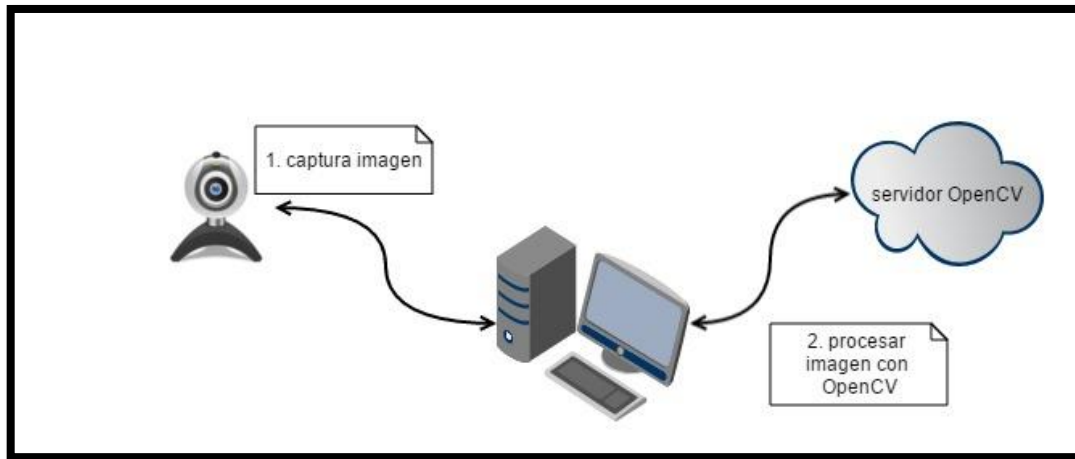 1. captura imagen
servidor OpenCV
2. procesar
imagen con
OpenCV